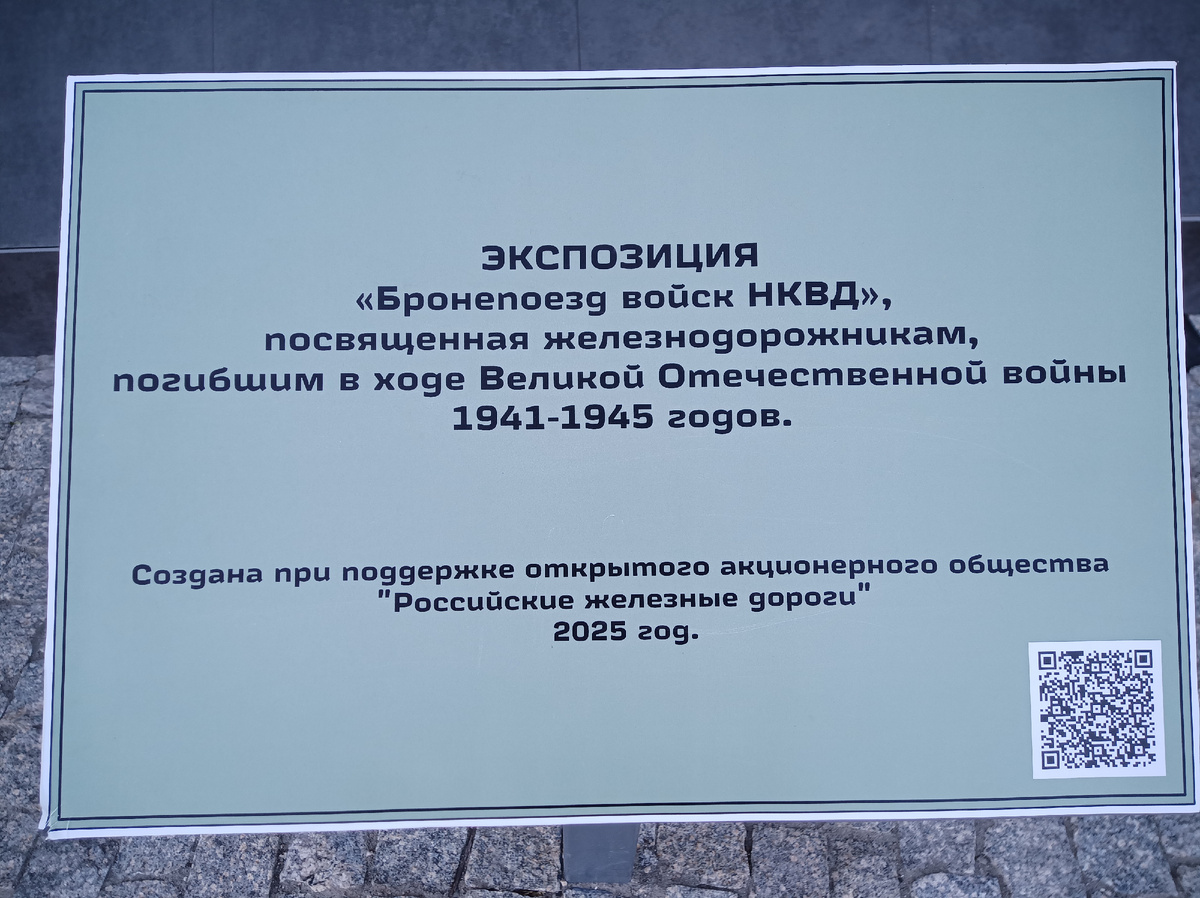 ЭКСПОЗИЦИЯ
«Бронепоезд войск НКВД»,
посвященная железнодорожникам,
погибшим в ходе Великой Отечественной войны
1941-1945 годов.
Создана при поддержке открытого акционерного общества
"Российские железные дороги"
2025 год.